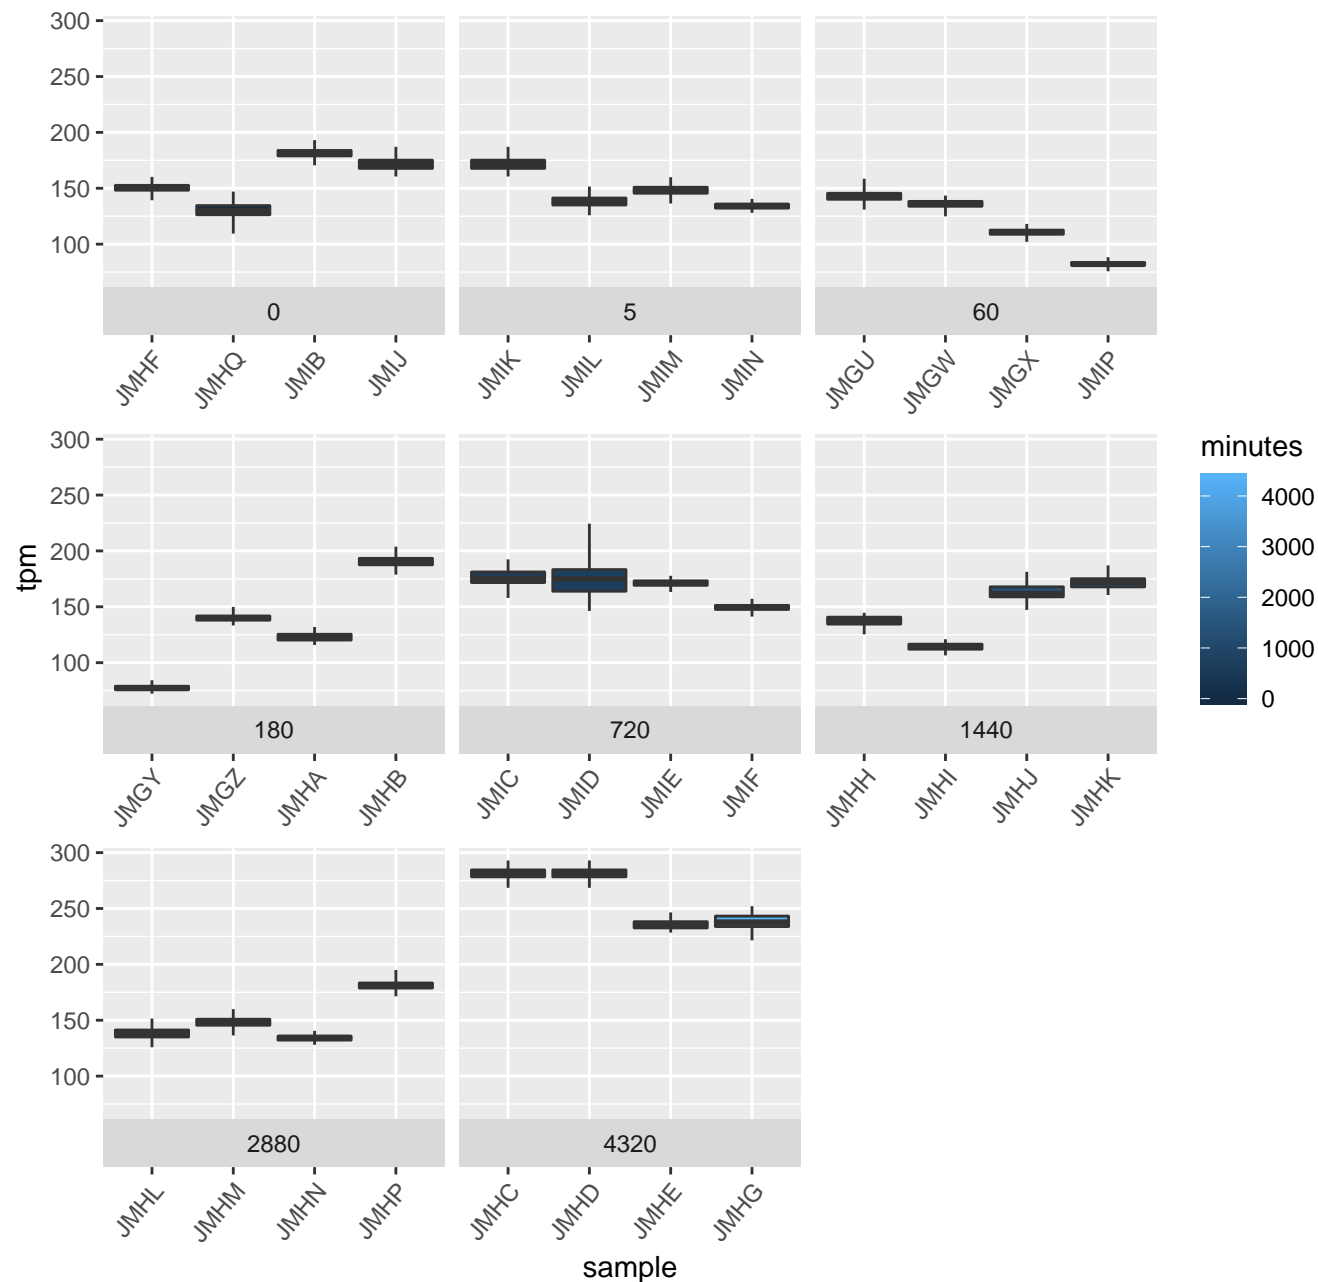 300
250
200
150
100
0
5
60
JMHF
JMHQ
JMIB
JMIJ
JMIK
JMIL
JMIM
JMIN
JMGU
JMGW
JMGX
JMIP
300
250
200
150
100
180
720
1440
JMGY
JMGZ
JMHA
JMHB
JMIC
JMID
JMIE
JMIF
JMHH
JMHI
JMHJ
JMHK
300
250
200
150
100
2880
4320
JMHL
JMHM
JMHN
JMHP
JMHC
JMHD
JMHE
JMHG
sample
tpm
minutes
4000
3000
2000
1000
0